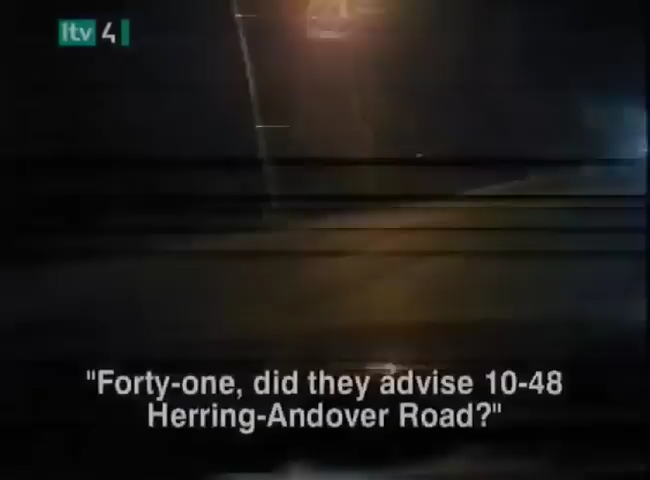 itv 4
"Forty-one, did they advise 10-48
Herring-Andover Road?"